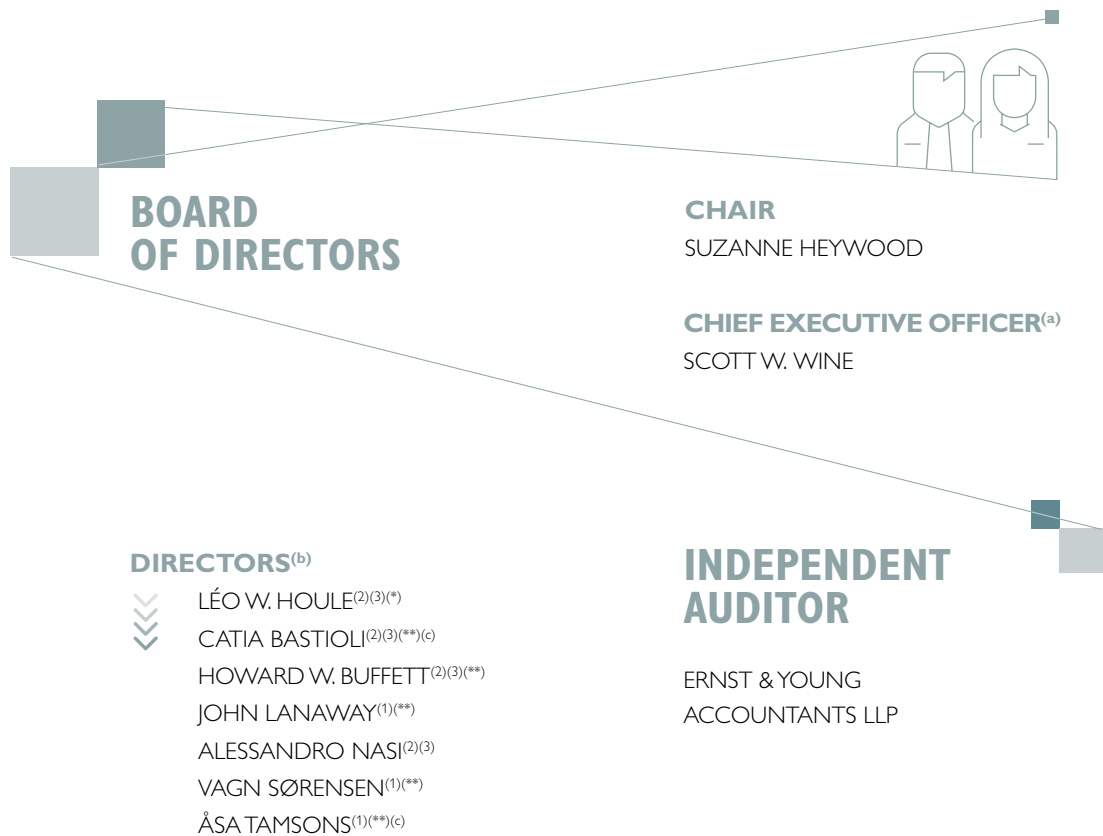 BOARD
OF DIRECTORS
CHAIR
SUZANNE HEYWOOD
CHIEF EXECUTIVE OFFICER(a)
SCOTT W. WINE
DIRECTORS(b)
LÉO W. HOULE(2)(3)(*)
CATIA BASTIOLI(2)(3)(**)(c)
HOWARD W. BUFFETT(2)(3)(**)
JOHN LANAWAY(1)(**)
ALESSANDRO NASI(2)(3)
VAGN SØRENSEN(1)(**)
ÅSA TAMSONS(1)(**)(c)
INDEPENDENT
AUDITOR
ERNST & YOUNG
ACCOUNTANTS LLP